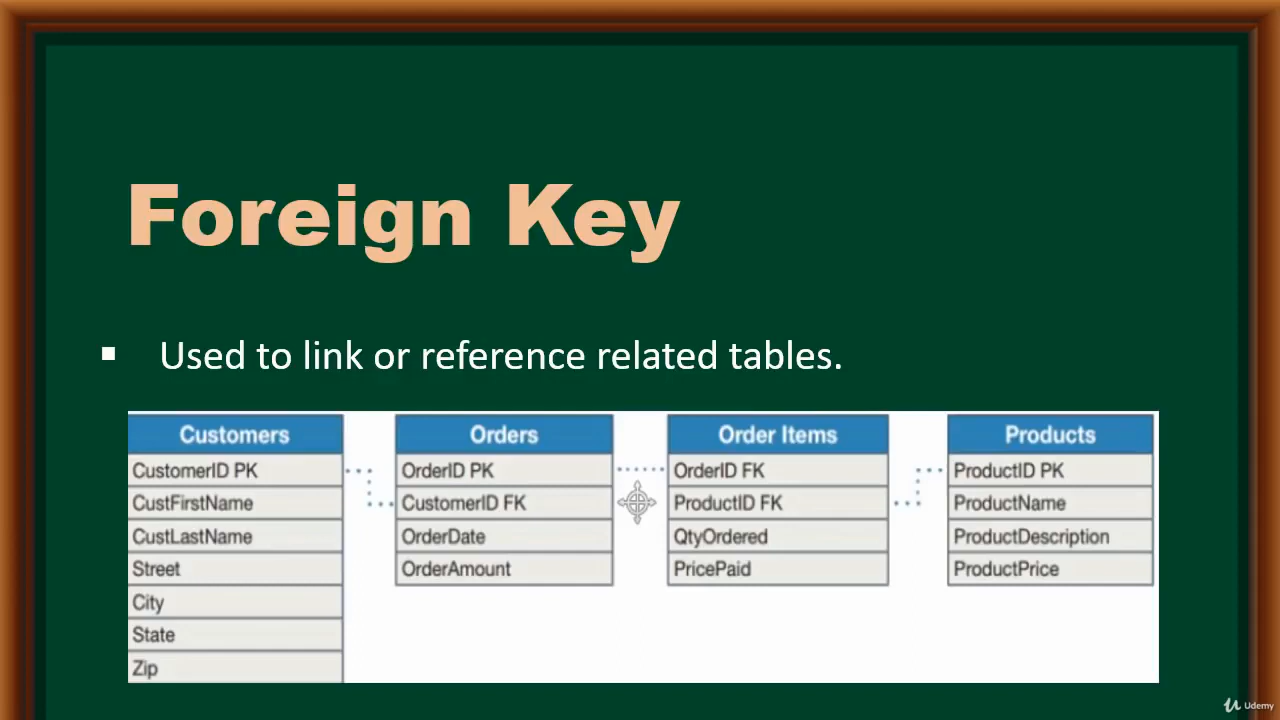 Foreign Key
▪ Used to link or reference related tables.
Customers
CustomerID PK
CustFirstName
CustLastName
Street
City
State
Zip
Orders
OrderID PK
CustomerID FK
OrderDate
OrderAmount
Order Items
OrderID FK
ProductID FK
QtyOrdered
PricePaid
Products
ProductID PK
ProductName
ProductDescription
ProductPrice
Udemy